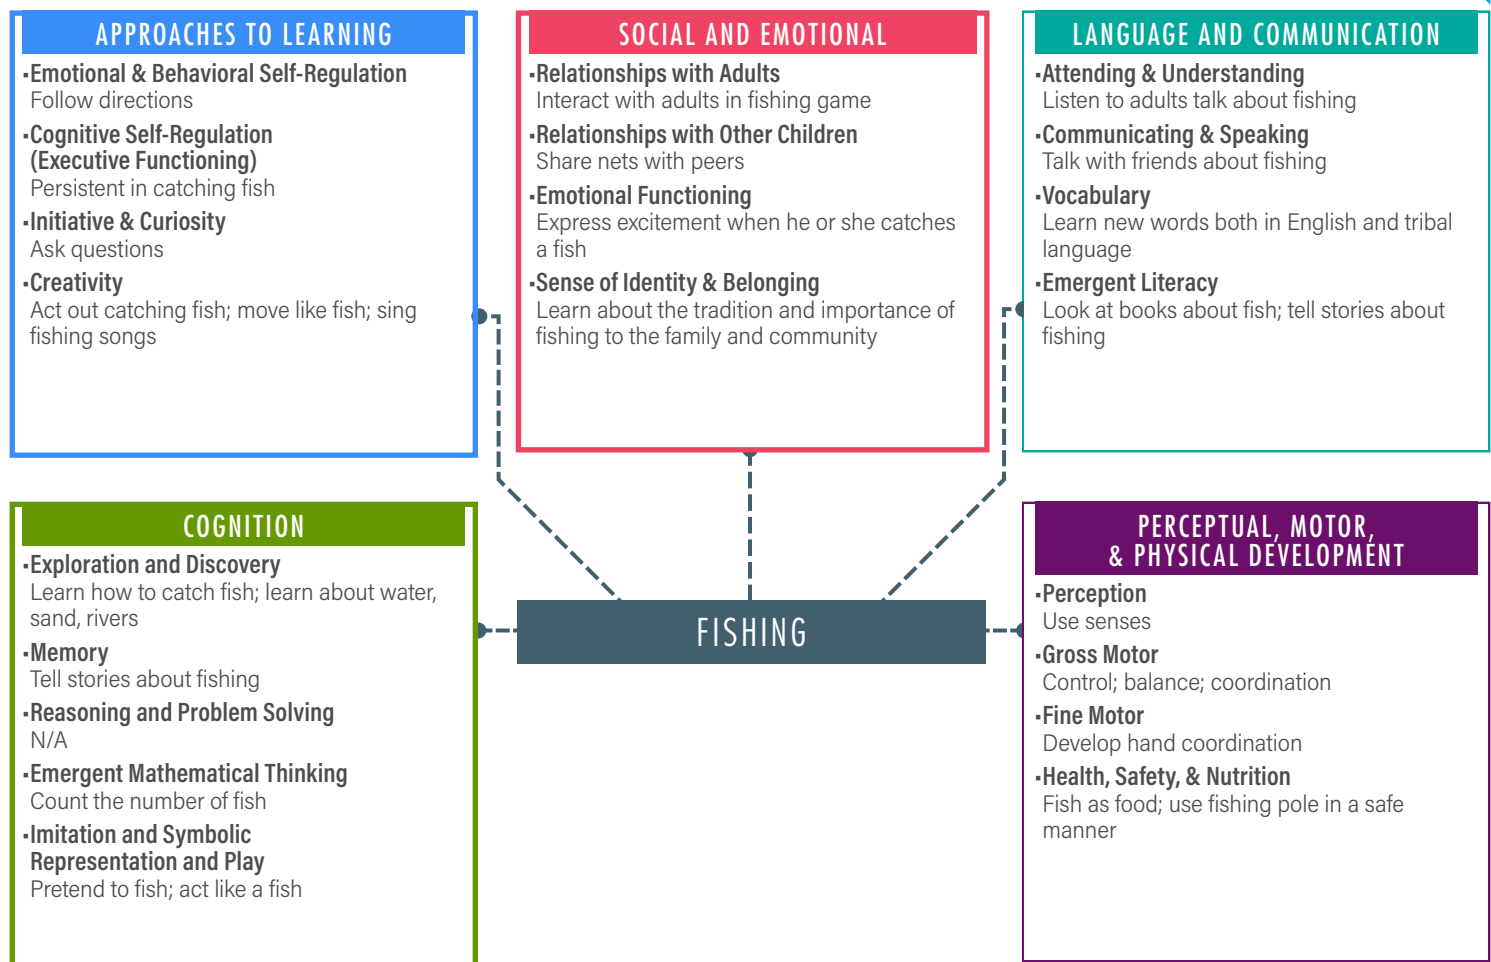 APPROACHES TO LEARNING
▪Emotional & Behavioral Self-Regulation
Follow directions
▪Cognitive Self-Regulation
(Executive Functioning)
Persistent in catching fish
▪Initiative & Curiosity
Ask questions
▪Creativity
Act out catching fish; move like fish; sing
fishing songs
SOCIAL AND EMOTIONAL
▪Relationships with Adults
Interact with adults in fishing game
▪Relationships with Other Children
Share nets with peers
▪Emotional Functioning
Express excitement when he or she catches
a fish
▪Sense of Identity & Belonging
Learn about the tradition and importance of
fishing to the family and community
LANGUAGE AND COMMUNICATION
▪Attending & Understanding
Listen to adults talk about fishing
▪Communicating & Speaking
Talk with friends about fishing
▪Vocabulary
Learn new words both in English and tribal
language
▪Emergent Literacy
Look at books about fish; tell stories about
fishing
COGNITION
▪Exploration and Discovery
Learn how to catch fish; learn about water,
sand, rivers
▪Memory
Tell stories about fishing
▪Reasoning and Problem Solving
N/A
▪Emergent Mathematical Thinking
Count the number of fish
▪Imitation and Symbolic
Representation and Play
Pretend to fish; act like a fish
FISHING
PERCEPTUAL, MOTOR,
& PHYSICAL DEVELOPMENT
▪Perception
Use senses
▪Gross Motor
Control; balance; coordination
▪Fine Motor
Develop hand coordination
▪Health, Safety, & Nutrition
Fish as food; use fishing pole in a safe
manner